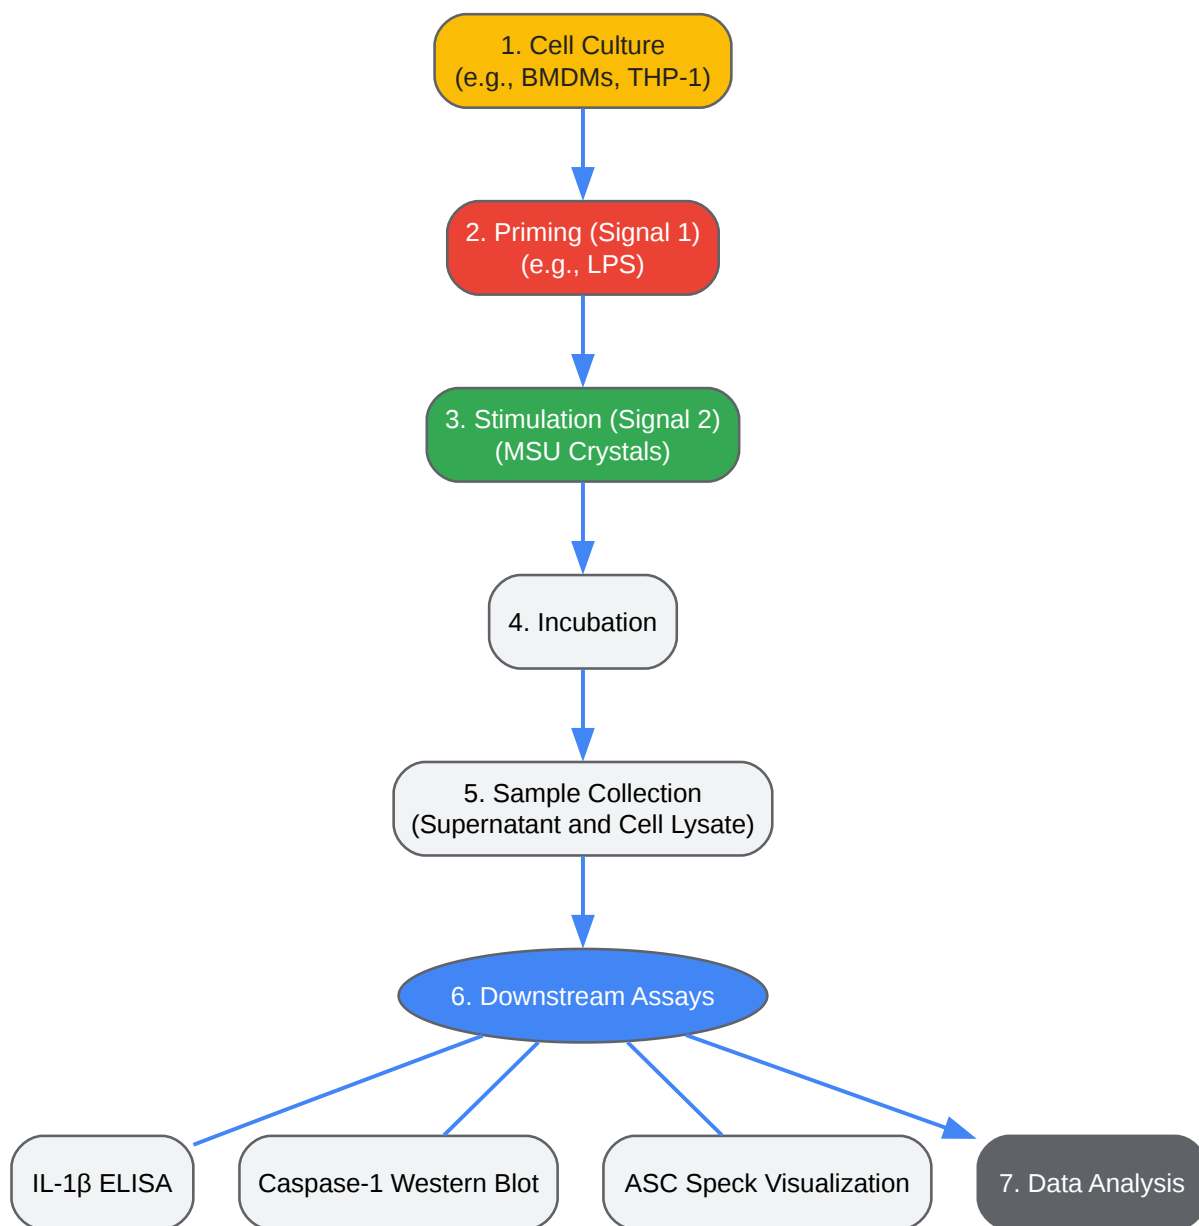 1. Cell Culture
(e.g., BMDMs, THP-1)
2. Priming (Signal 1)
(e.g., LPS)
3. Stimulation (Signal 2)
(MSU Crystals)
4. Incubation
5. Sample Collection
(Supernatant and Cell Lysate)
6. Downstream Assays
IL-1β ELISA
Caspase-1 Western Blot
ASC Speck Visualization
7. Data Analysis